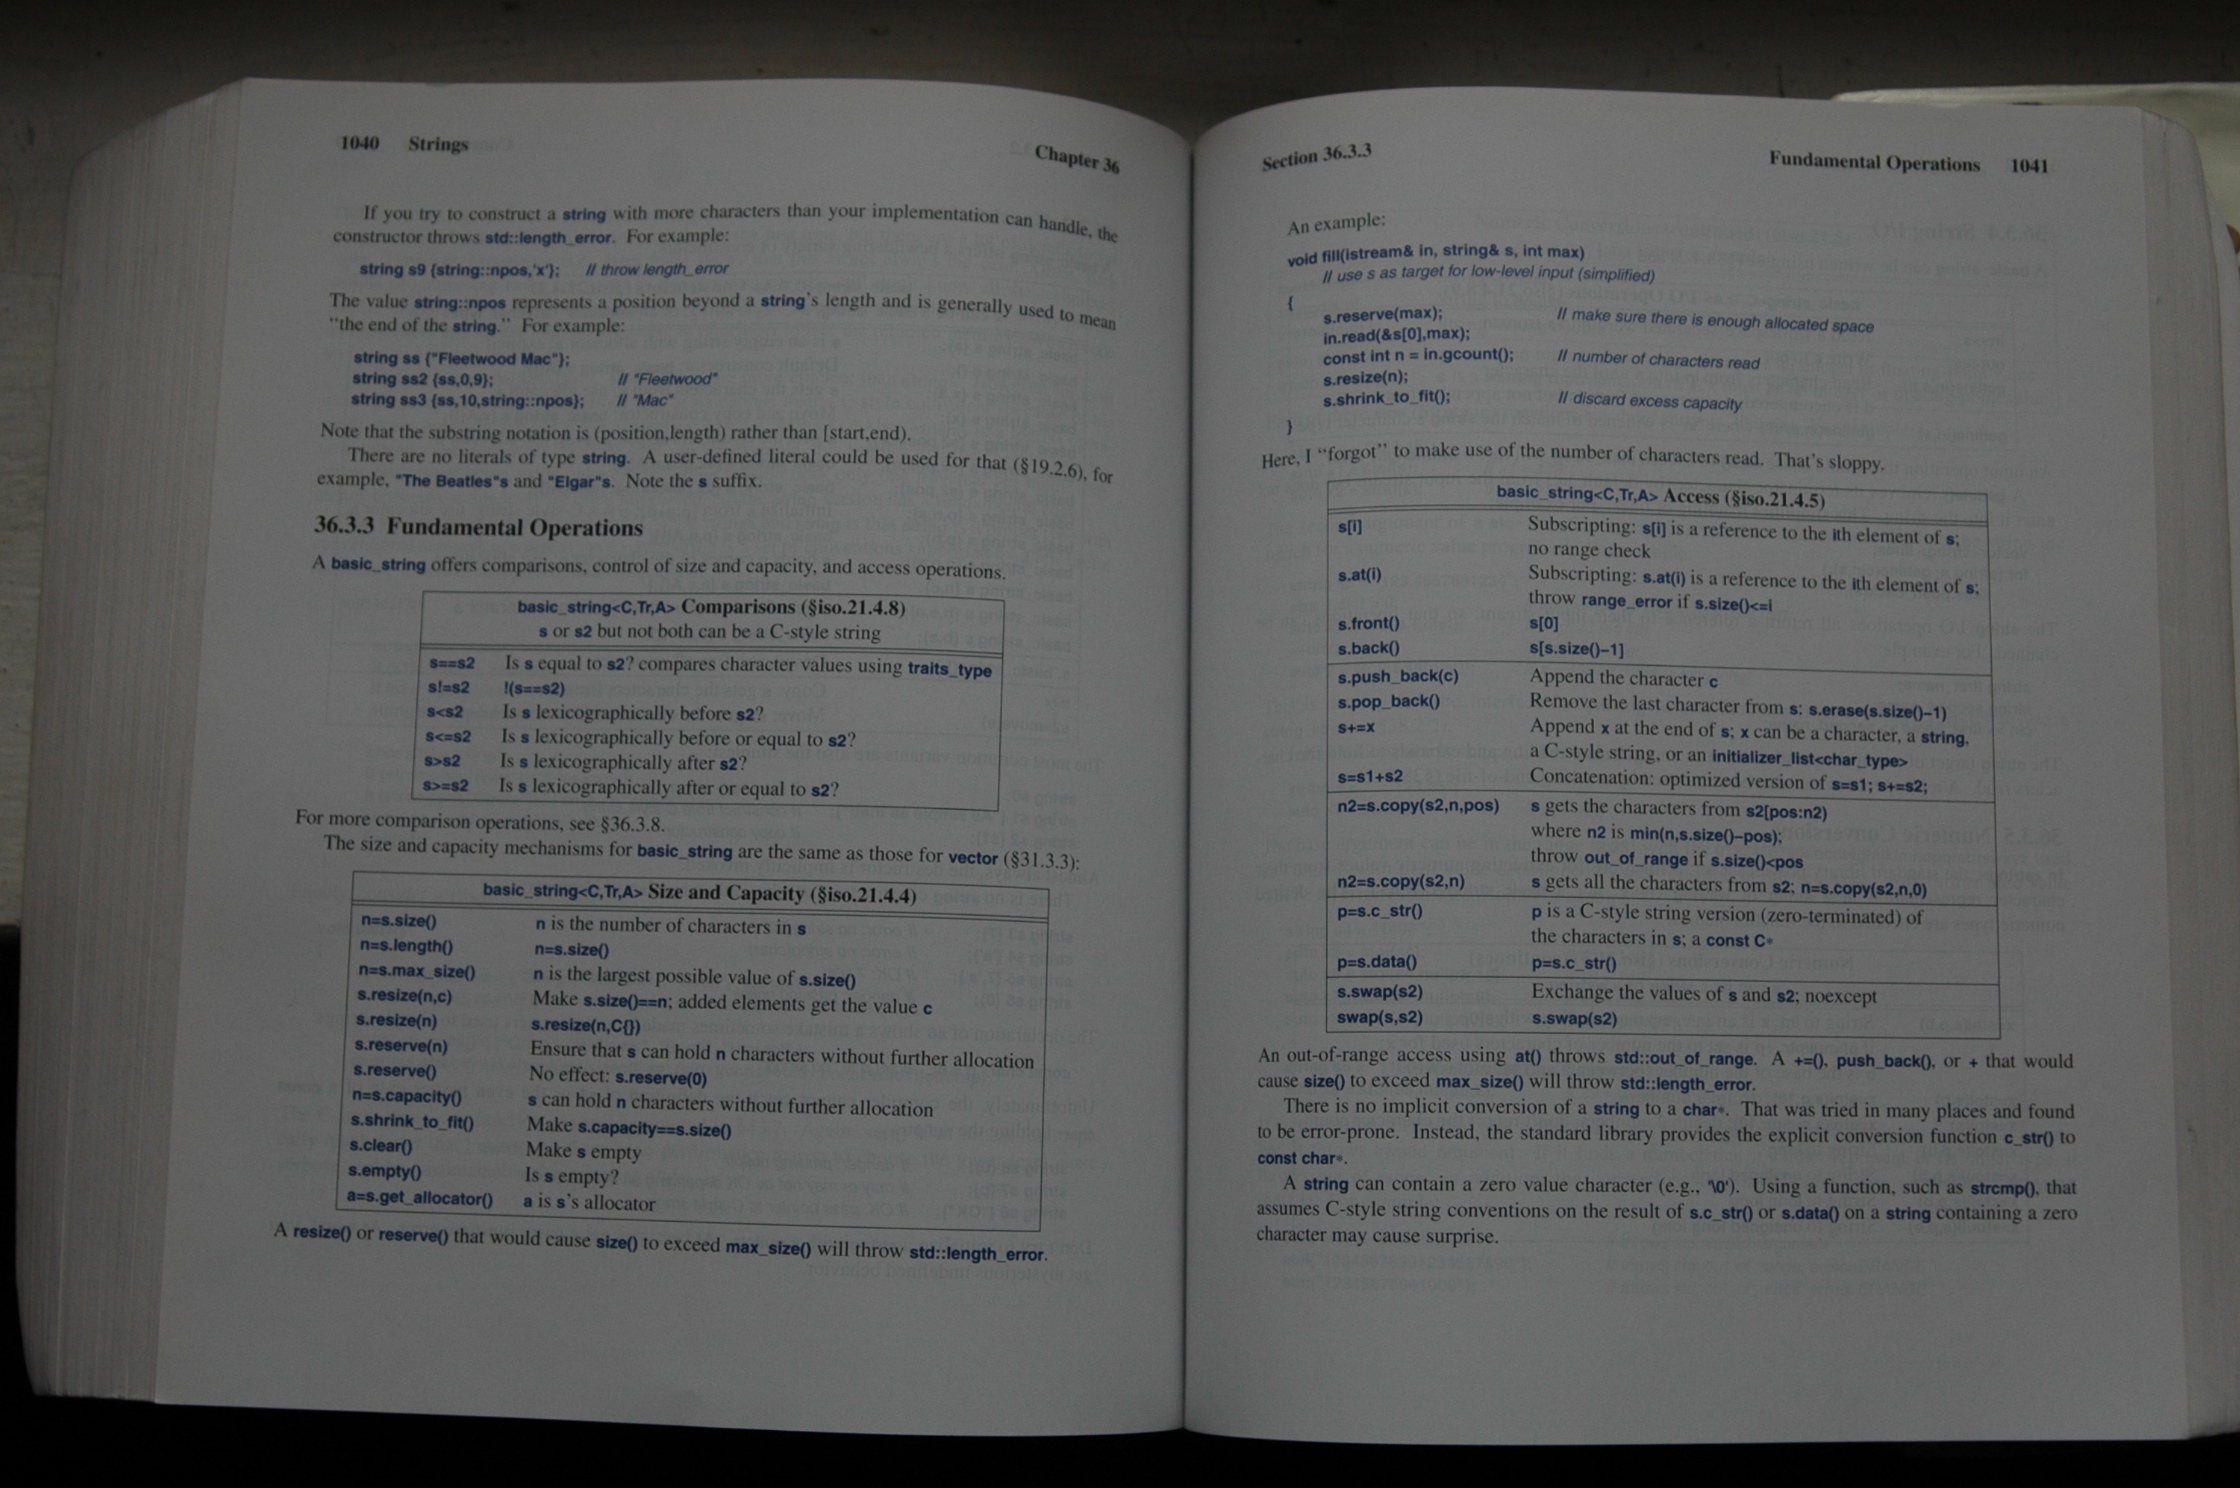 1040 Strings Chapter 36
If you try to construct a string with more characters than your implementation can handle, the
constructor throws std::length_error. For example:
string s9 {string::npos,'x'}; // throw length_error
The value string::npos represents a position beyond a string's length and is generally used to mean
"the end of the string." For example:
string ss {"Fleetwood Mac"};
string ss2 {ss,0,9}; // "Fleetwood"
string ss3 {ss,10,string::npos}; // "Mac"
Note that the substring notation is (position,length) rather than [start,end).
There are no literals of type string. A user-defined literal could be used for that (§19.2.6), for
example, "The Beatles"s and "Elgar"s. Note the s suffix.
36.3.3 Fundamental Operations
A basic_string offers comparisons, control of size and capacity, and access operations.
basic_string<C,Tr,A> Comparisons (§iso.21.4.8)
s or s2 but not both can be a C-style string
s==s2 Is s equal to s2? compares character values using traits_type
s!=s2 !(s==s2)
s<s2 Is s lexicographically before s2?
s<=s2 Is s lexicographically before or equal to s2?
s>s2 Is s lexicographically after s2?
s>=s2 Is s lexicographically after or equal to s2?
For more comparison operations, see §36.3.8.
The size and capacity mechanisms for basic_string are the same as those for vector (§31.3.3):
basic_string<C,Tr,A> Size and Capacity (§iso.21.4.4)
n=s.size() n is the number of characters in s
n=s.length() n=s.size()
n=s.max_size() n is the largest possible value of s.size()
s.resize(n,c) Make s.size()==n; added elements get the value c
s.resize(n) s.resize(n,C{})
s.reserve(n) Ensure that s can hold n characters without further allocation
s.reserve() No effect: s.reserve(0)
n=s.capacity() s can hold n characters without further allocation
s.shrink_to_fit() Make s.capacity==s.size()
s.clear() Make s empty
s.empty() Is s empty?
a=s.get_allocator() a is s's allocator
A resize() or reserve() that would cause size() to exceed max_size() will throw std::length_error.
Section 36.3.3 Fundamental Operations 1041
An example:
void fill(istream& in, string& s, int max)
// use s as target for low-level input (simplified)
{
s.reserve(max); // make sure there is enough allocated space
in.read(&s[0],max);
const int n = in.gcount(); // number of characters read
s.resize(n);
s.shrink_to_fit(); // discard excess capacity
}
Here, I "forgot" to make use of the number of characters read. That's sloppy.
basic_string<C,Tr,A> Access (§iso.21.4.5)
s[i] Subscripting: s[i] is a reference to the ith element of s;
no range check
s.at(i) Subscripting: s.at(i) is a reference to the ith element of s;
throw range_error if s.size()<=i
s.front() s[0]
s.back() s[s.size()-1]
s.push_back(c) Append the character c
s.pop_back() Remove the last character from s: s.erase(s.size()-1)
s+=x Append x at the end of s; x can be a character, a string,
a C-style string, or an initializer_list<char_type>
s=s1+s2 Concatenation: optimized version of s=s1; s+=s2;
n2=s.copy(s2,n,pos) s gets the characters from s2[pos:n2)
where n2 is min(n,s.size()-pos);
throw out_of_range if s.size()<pos
n2=s.copy(s2,n) s gets all the characters from s2; n=s.copy(s2,n,0)
p=s.c_str() p is a C-style string version (zero-terminated) of
the characters in s; a const C*
p=s.data() p=s.c_str()
s.swap(s2) Exchange the values of s and s2; noexcept
swap(s,s2) s.swap(s2)
An out-of-range access using at() throws std::out_of_range. A +=(), push_back(), or + that would
cause size() to exceed max_size() will throw std::length_error.
There is no implicit conversion of a string to a char*. That was tried in many places and found
to be error-prone. Instead, the standard library provides the explicit conversion function c_str() to
const char*.
A string can contain a zero value character (e.g., '\0'). Using a function, such as strcmp(), that
assumes C-style string conventions on the result of s.c_str() or s.data() on a string containing a zero
character may cause surprise.